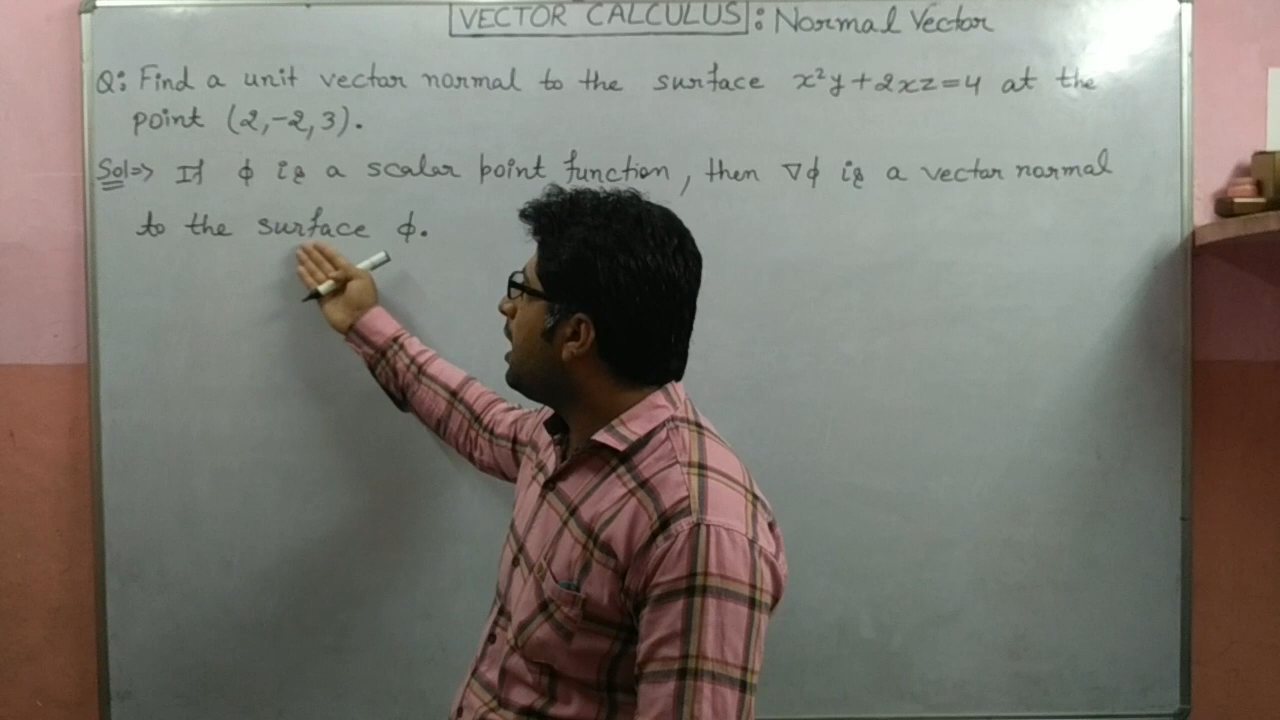 VECTOR CALCULUS : Normal Vector
Q: Find a unit vector normal to the surface x²y+2xz=4 at the
point (2,-2,3).
Sol=> If ϕ is a scalar point function, then ∇ϕ is a vector normal
to the surface ϕ.